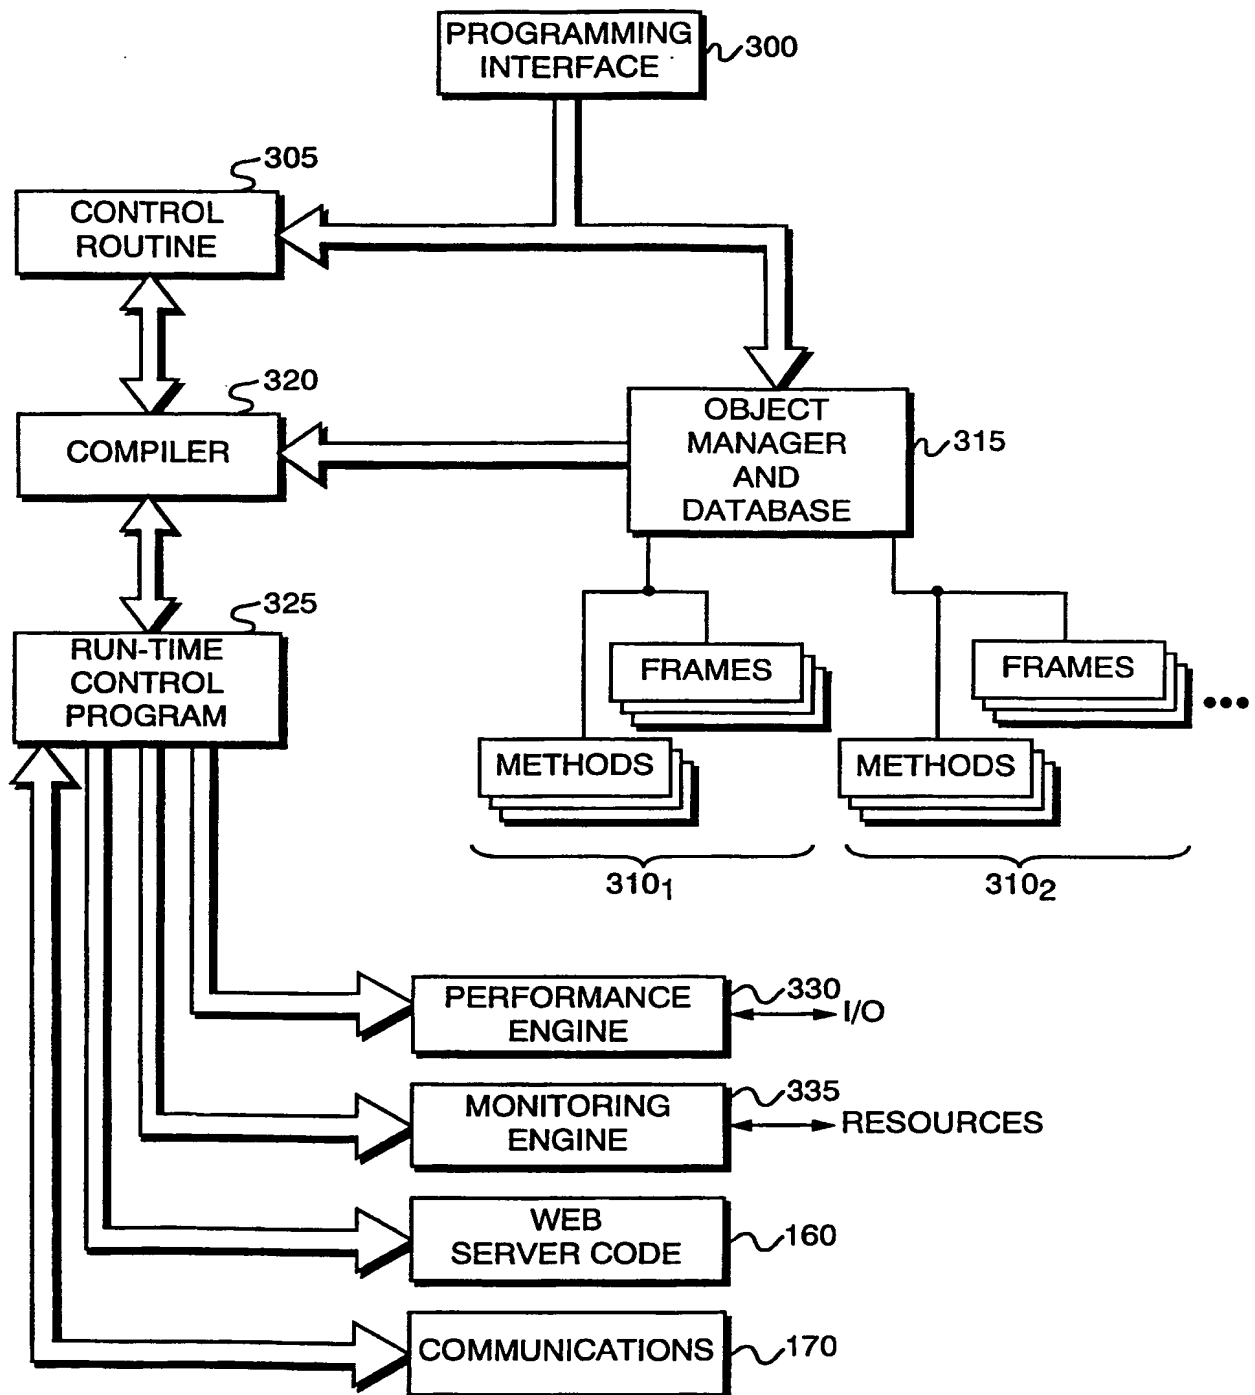 PROGRAMMING
INTERFACE
300
305
CONTROL
ROUTINE
320
COMPILER
OBJECT
MANAGER
AND
DATABASE
315
325
RUN-TIME
CONTROL
PROGRAM
FRAMES
METHODS
FRAMES
METHODS
310₁
310₂
PERFORMANCE
ENGINE
330
I/O
MONITORING
ENGINE
335
RESOURCES
WEB
SERVER CODE
160
COMMUNICATIONS
170